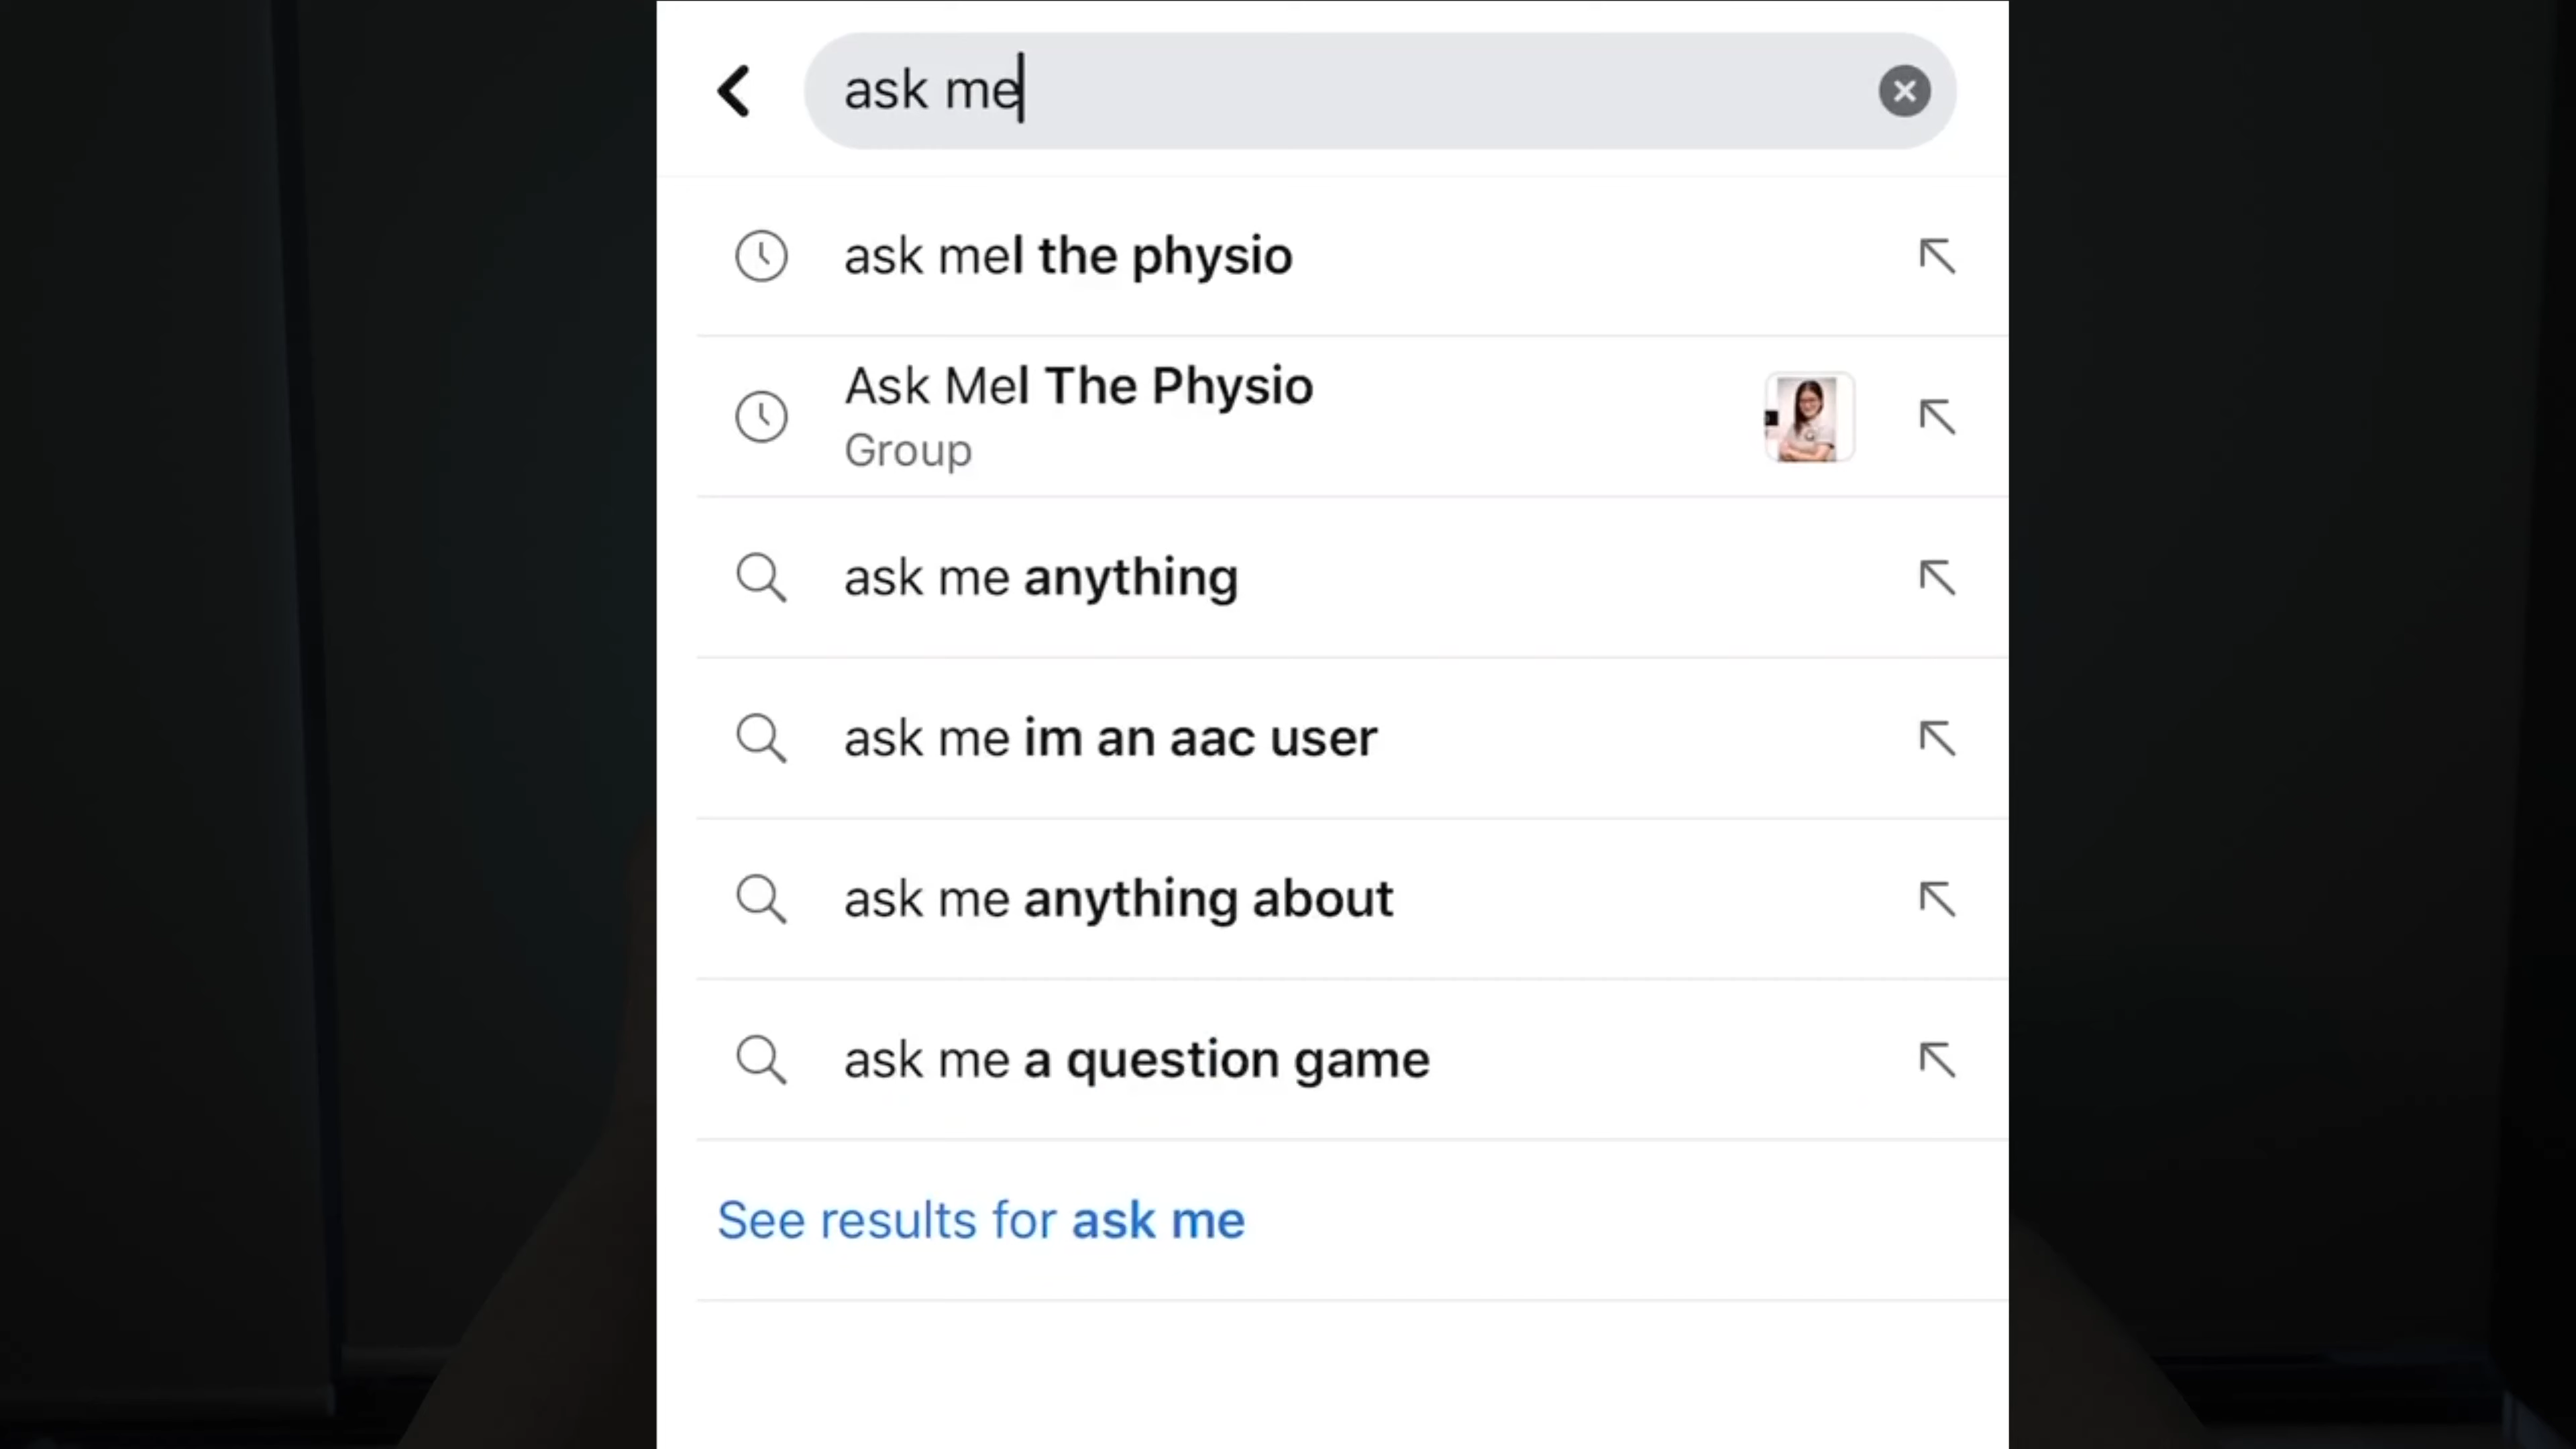 ask me
ask mel the physio
Ask Mel The Physio
Group
ask me anything
ask me im an aac user
ask me anything about
ask me a question game
See results for ask me